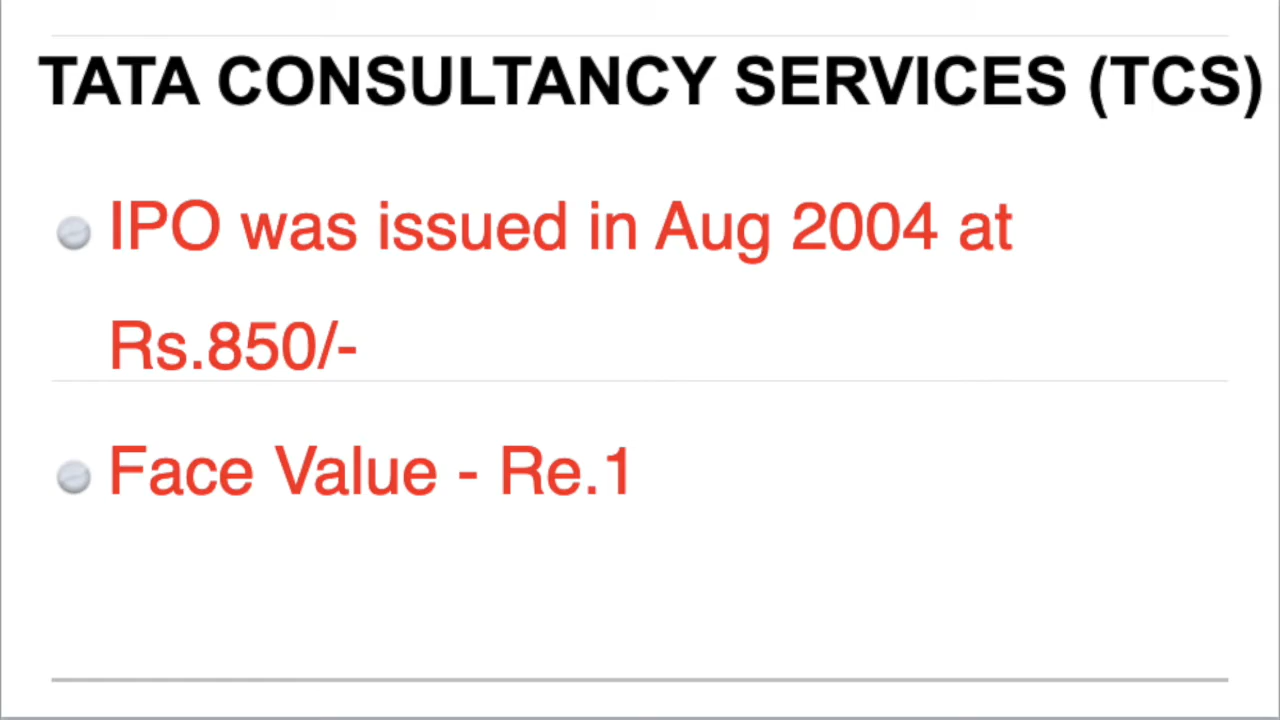 TATA CONSULTANCY SERVICES (TCS)
IPO was issued in Aug 2004 at
Rs.850/-
Face Value - Re.1